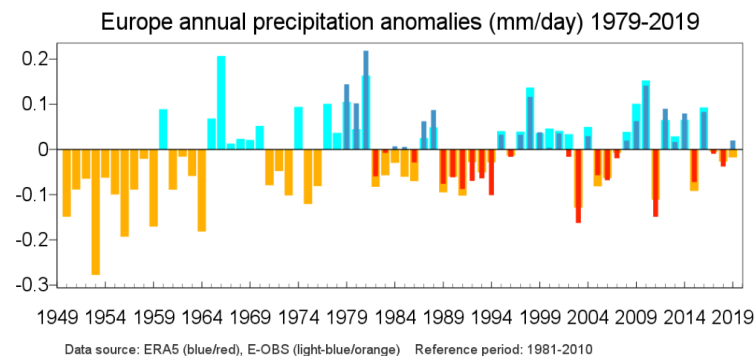 Europe annual precipitation anomalies (mm/day) 1979-2019
0.2
0.1
0
-0.1
-0.2
-0.3
1949 1954 1959 1964 1969 1974 1979 1984 1989 1994 1999 2004 2009 2014 2019
Data source: ERA5 (blue/red), E-OBS (light-blue/orange) Reference period: 1981-2010